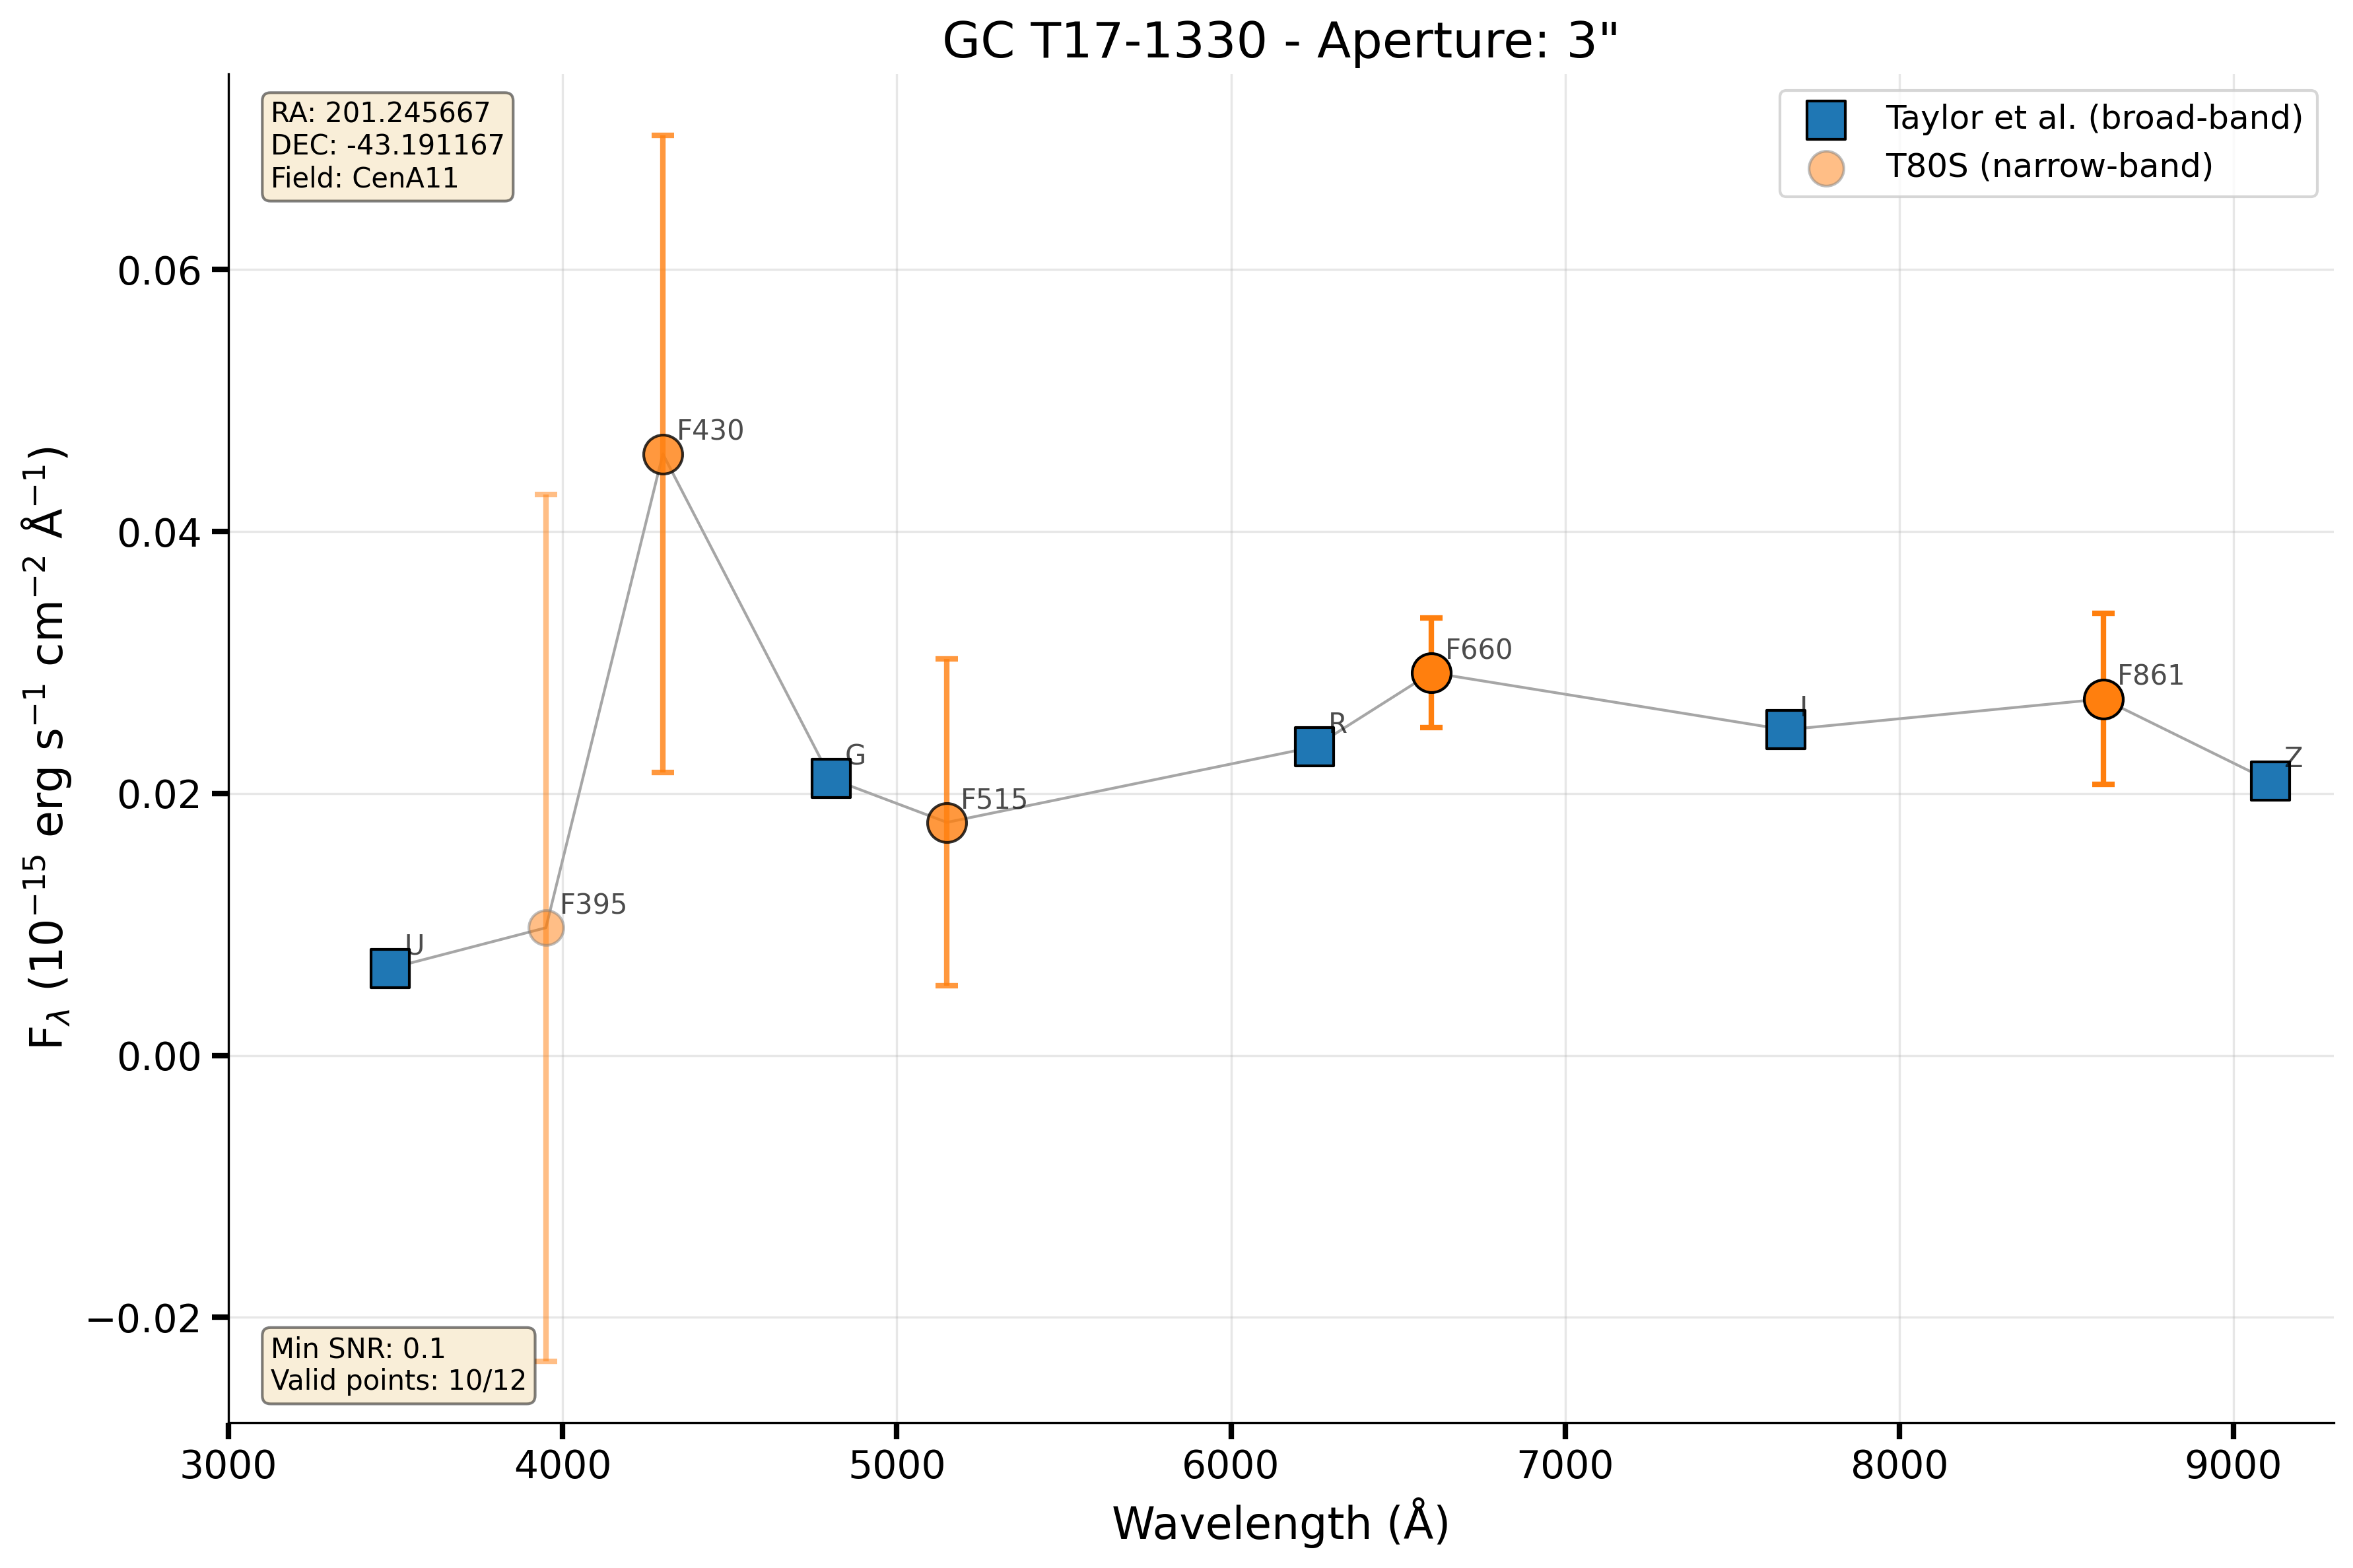 GC T17-1330 - Aperture: 3"
RA: 201.245667
DEC: -43.191167
Field: CenA11
Taylor et al. (broad-band)
T80S (narrow-band)
F430
F395
U
G
F515
R
F660
I
F861
Z
0.06
0.04
0.02
0.00
−0.02
F_λ (10⁻¹⁵ erg s⁻¹ cm⁻² Å⁻¹)
Min SNR: 0.1
Valid points: 10/12
3000 4000 5000 6000 7000 8000 9000
Wavelength (Å)